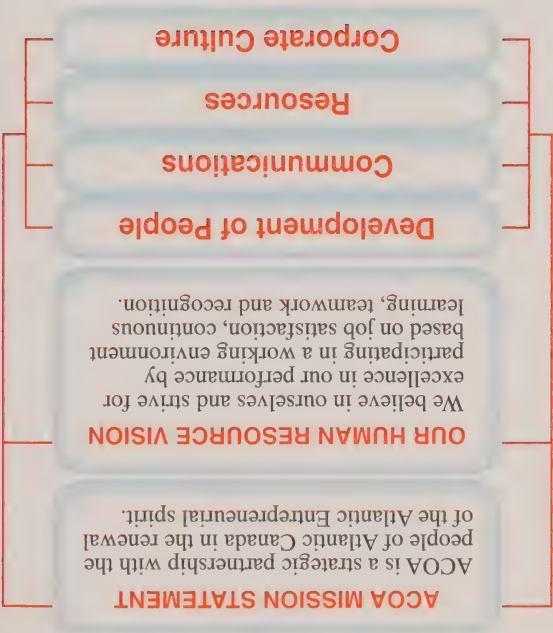 ACOA MISSION STATEMENT
ACOA is a strategic partnership with the
people of Atlantic Canada in the renewal
of the Atlantic Entrepreneurial spirit.
OUR HUMAN RESOURCE VISION
We believe in ourselves and strive for
excellence in our performance by
participating in a working environment
based on job satisfaction, continuous
learning, teamwork and recognition.
Development of People
Communications
Resources
Corporate Culture